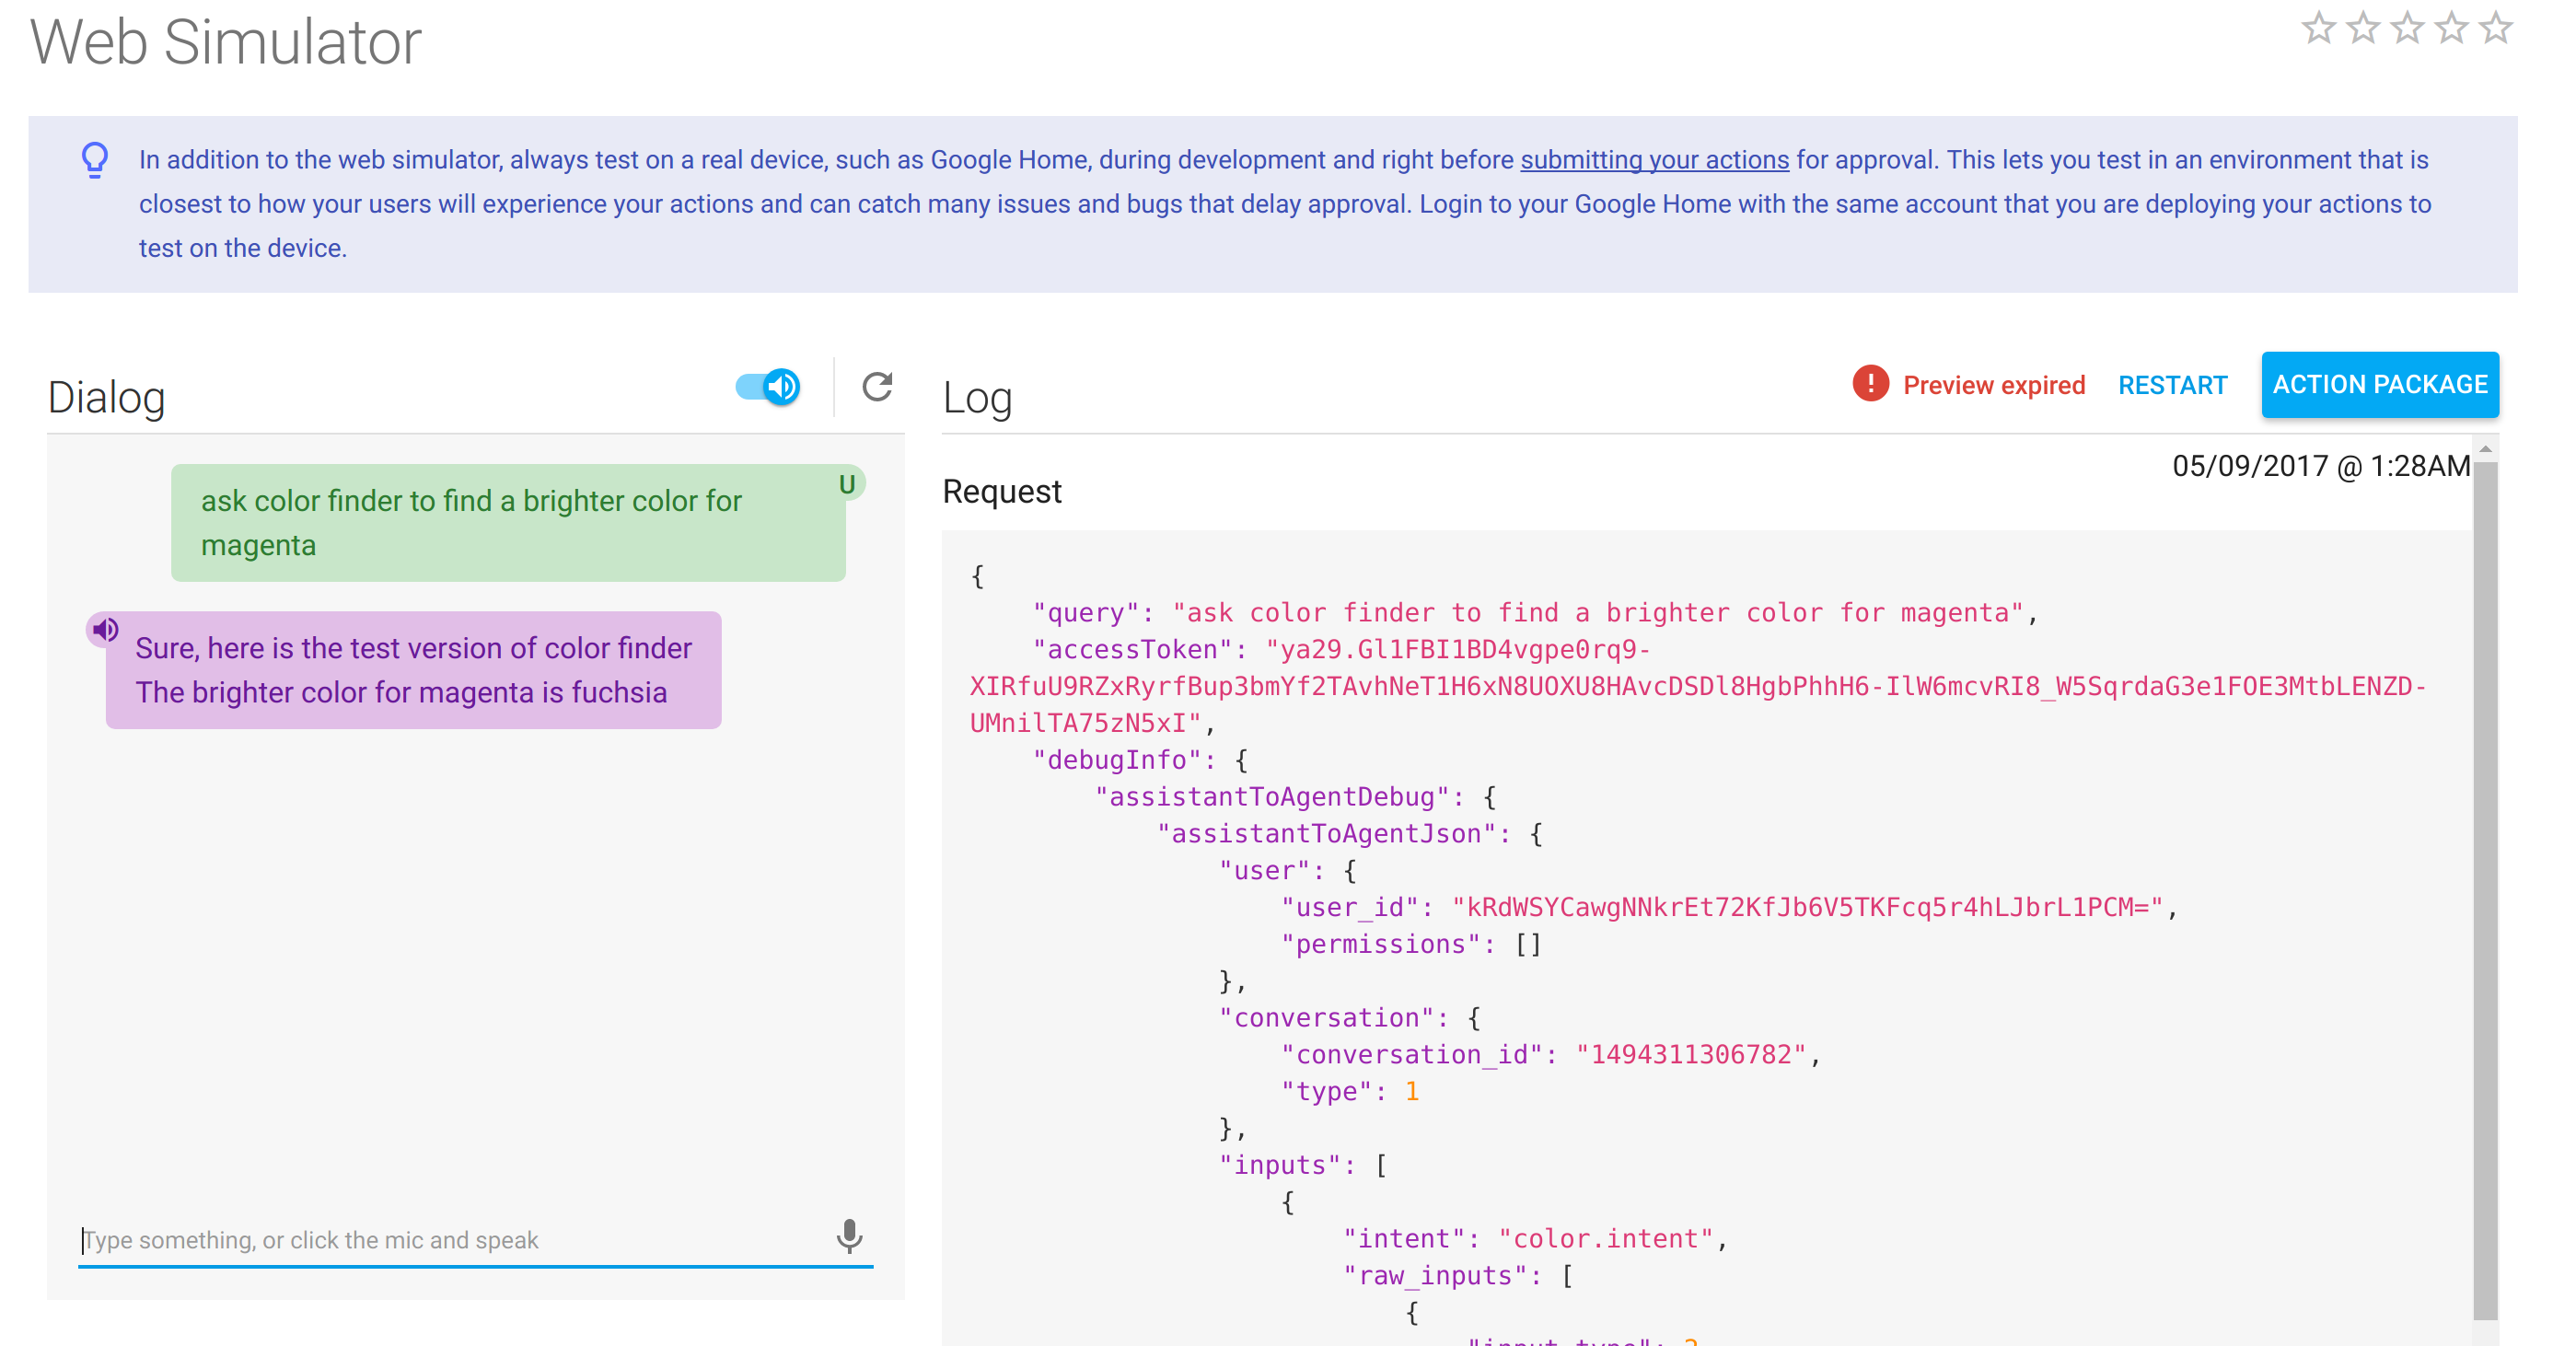 Web Simulator
In addition to the web simulator, always test on a real device, such as Google Home, during development and right before submitting your actions for approval. This lets you test in an environment that is
closest to how your users will experience your actions and can catch many issues and bugs that delay approval. Login to your Google Home with the same account that you are deploying your actions to
test on the device.
Dialog
ask color finder to find a brighter color for
magenta
U
Sure, here is the test version of color finder
The brighter color for magenta is fuchsia
Type something, or click the mic and speak
Log
Preview expired
RESTART
ACTION PACKAGE
05/09/2017 @ 1:28AM
Request
{
"query": "ask color finder to find a brighter color for magenta",
"accessToken": "ya29.Gl1FBI1BD4vgpe0rq9-
XIRfuU9RZxRyrfBup3bmYf2TAvhNeT1H6xN8UOXU8HAvcDSDl8HgbPhhH6-IlW6mcvRI8_W5SqrdaG3e1FOE3MtbLENZD-
UMnilTA75zN5xI",
"debugInfo": {
"assistantToAgentDebug": {
"assistantToAgentJson": {
"user": {
"user_id": "kRdWSYCawgNNkrEt72KfJb6V5TKFcq5r4hLJbrL1PCM=",
"permissions": []
},
"conversation": {
"conversation_id": "1494311306782",
"type": 1
},
"inputs": [
{
"intent": "color.intent",
"raw_inputs": [
{